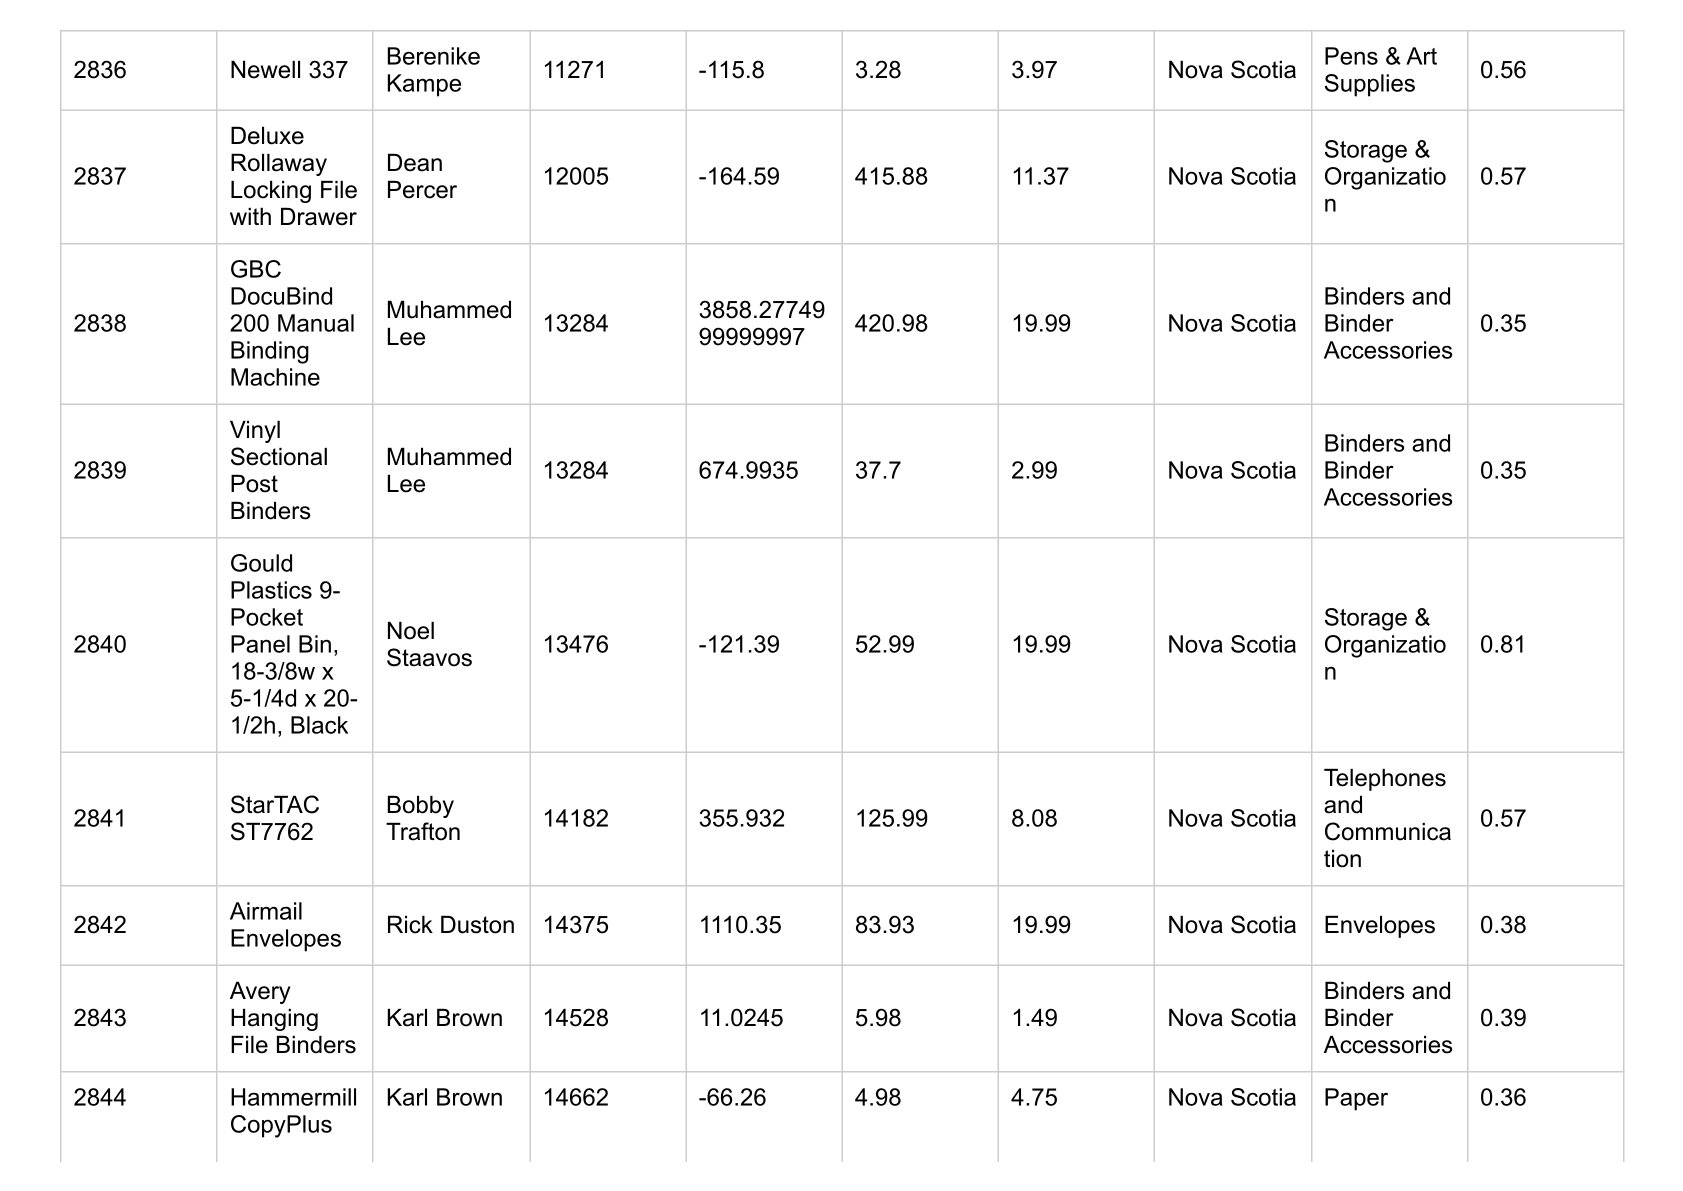 2836 Newell 337 Berenike Kampe 11271 -115.8 3.28 3.97 Nova Scotia Pens & Art Supplies 0.56
2837 Deluxe Rollaway Locking File with Drawer Dean Percer 12005 -164.59 415.88 11.37 Nova Scotia Storage & Organization 0.57
2838 GBC DocuBind 200 Manual Binding Machine Muhammed Lee 13284 3858.2774999999997 420.98 19.99 Nova Scotia Binders and Binder Accessories 0.35
2839 Vinyl Sectional Post Binders Muhammed Lee 13284 674.9935 37.7 2.99 Nova Scotia Binders and Binder Accessories 0.35
2840 Gould Plastics 9-Pocket Panel Bin, 18-3/8w x 5-1/4d x 20-1/2h, Black Noel Staavos 13476 -121.39 52.99 19.99 Nova Scotia Storage & Organization 0.81
2841 StarTAC ST7762 Bobby Trafton 14182 355.932 125.99 8.08 Nova Scotia Telephones and Communication 0.57
2842 Airmail Envelopes Rick Duston 14375 1110.35 83.93 19.99 Nova Scotia Envelopes 0.38
2843 Avery Hanging File Binders Karl Brown 14528 11.0245 5.98 1.49 Nova Scotia Binders and Binder Accessories 0.39
2844 Hammermill CopyPlus Karl Brown 14662 -66.26 4.98 4.75 Nova Scotia Paper 0.36